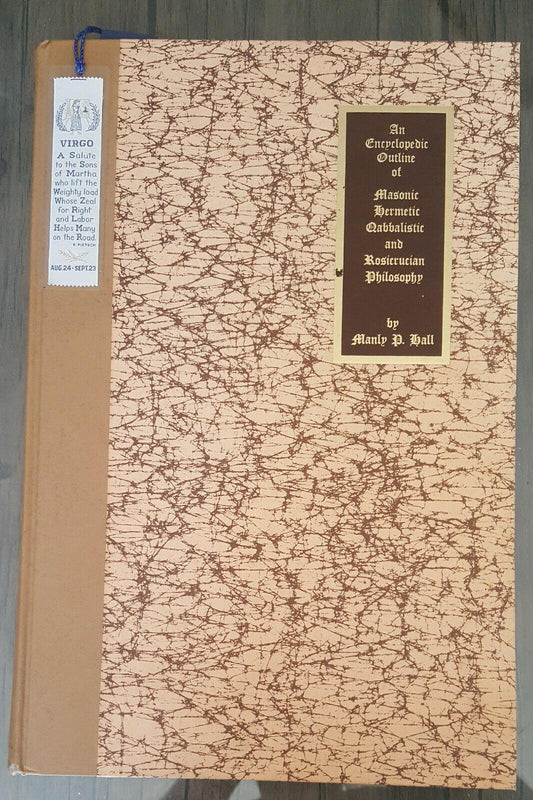 VIRGO
A Salute
to the Sons
of Martha
who lift the
Weighty load
Whose Zeal
for Right
and Labor
Helps Many
on the Road.
R. PIETSCH
AUG.24-SEPT.23
An
Encyclopedic
Outline
of
Masonic
Hermetic
Qabbalistic
and
Rosicrucian
Philosophy
by
Manly P. Hall